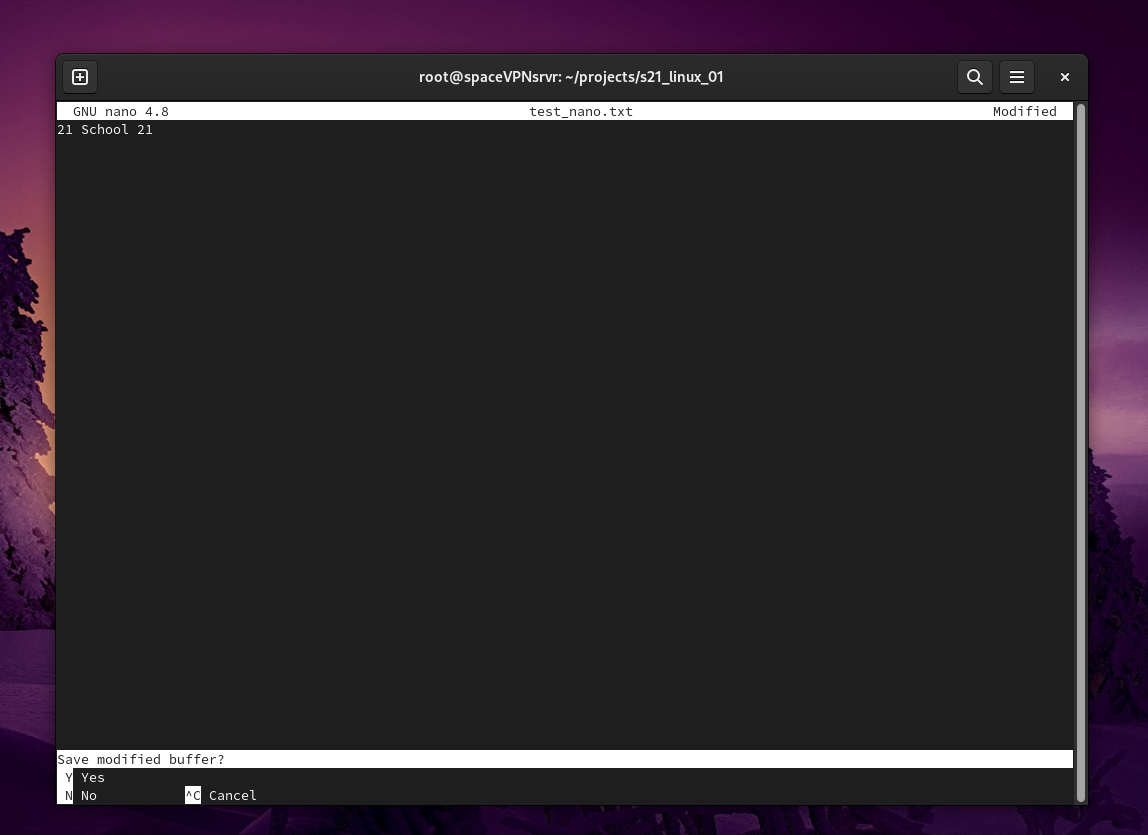 root@spaceVPNsrvr: ~/projects/s21_linux_01
GNU nano 4.8 test_nano.txt Modified
21 School 21
Save modified buffer?
Y Yes
N No ^C Cancel